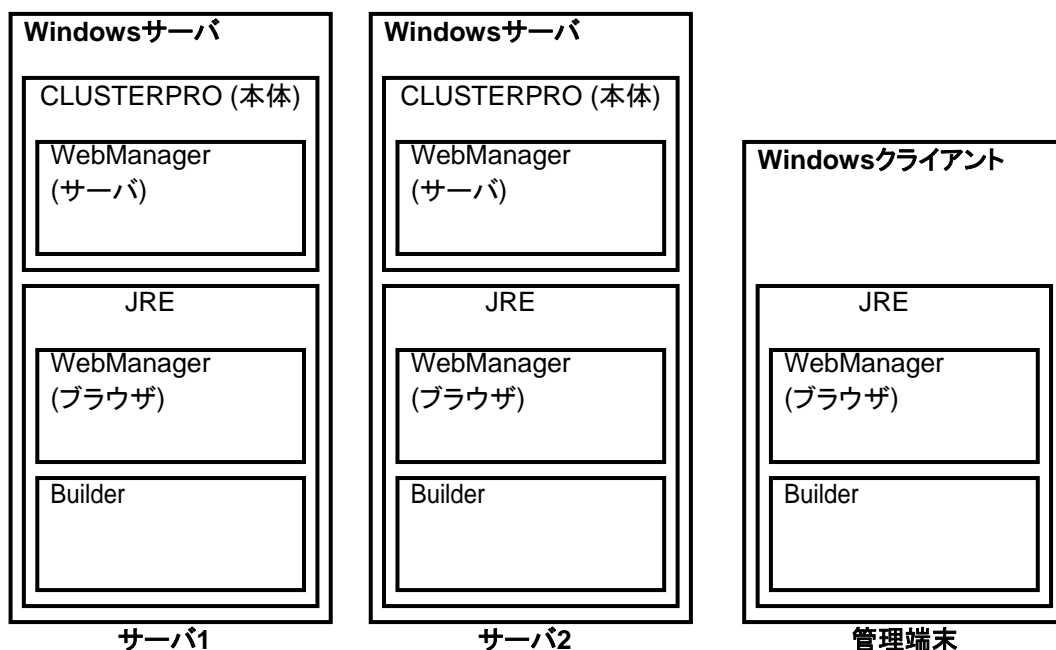 Windowsサーバ
CLUSTERPRO (本体)
WebManager
(サーバ)
JRE
WebManager
(ブラウザ)
Builder
サーバ1
Windowsサーバ
CLUSTERPRO (本体)
WebManager
(サーバ)
JRE
WebManager
(ブラウザ)
Builder
サーバ2
Windowsクライアント
JRE
WebManager
(ブラウザ)
Builder
管理端末